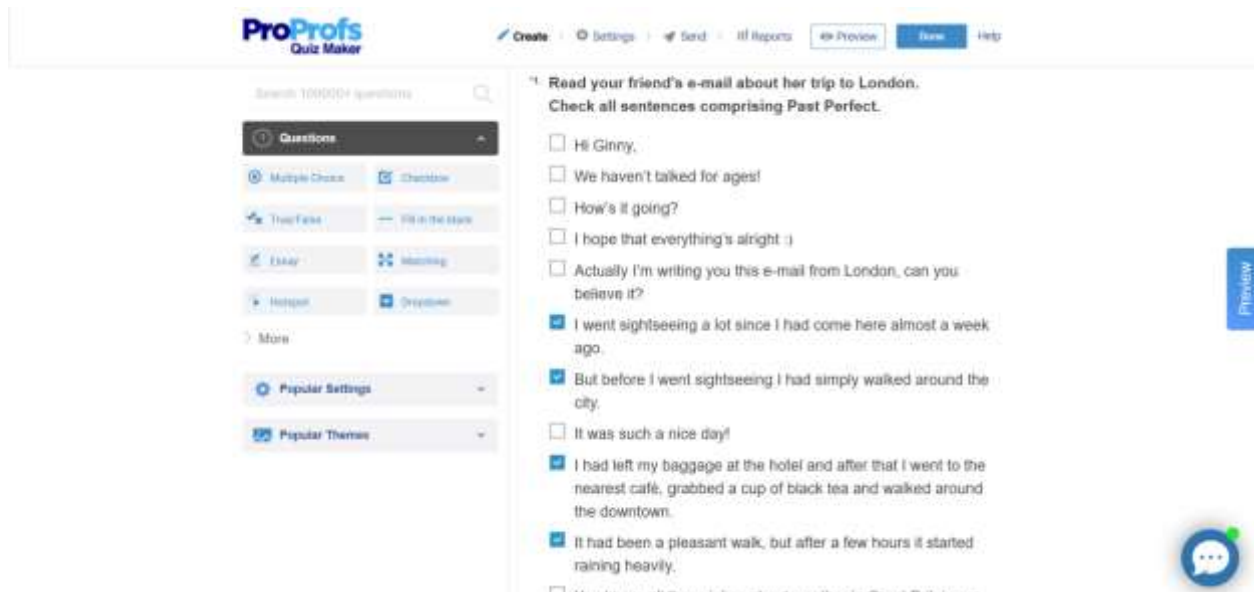 ProProfs
Quiz Maker
Create
Settings
Send
Reports
Preview
Done
Help
Search 1000000+ questions
Questions
Multiple Choice
Checkbox
True/False
Fill in the blank
Essay
Matching
Hotspot
Dropdown
More
Popular Settings
Popular Themes
*1. Read your friend's e-mail about her trip to London.
Check all sentences comprising Past Perfect.
Hi Ginny,
We haven't talked for ages!
How's it going?
I hope that everything's alright :)
Actually I'm writing you this e-mail from London, can you
believe it?
I went sightseeing a lot since I had come here almost a week
ago.
But before I went sightseeing I had simply walked around the
city.
It was such a nice day!
I had left my baggage at the hotel and after that I went to the
nearest café, grabbed a cup of black tea and walked around
the downtown.
It had been a pleasant walk, but after a few hours it started
raining heavily.
Preview